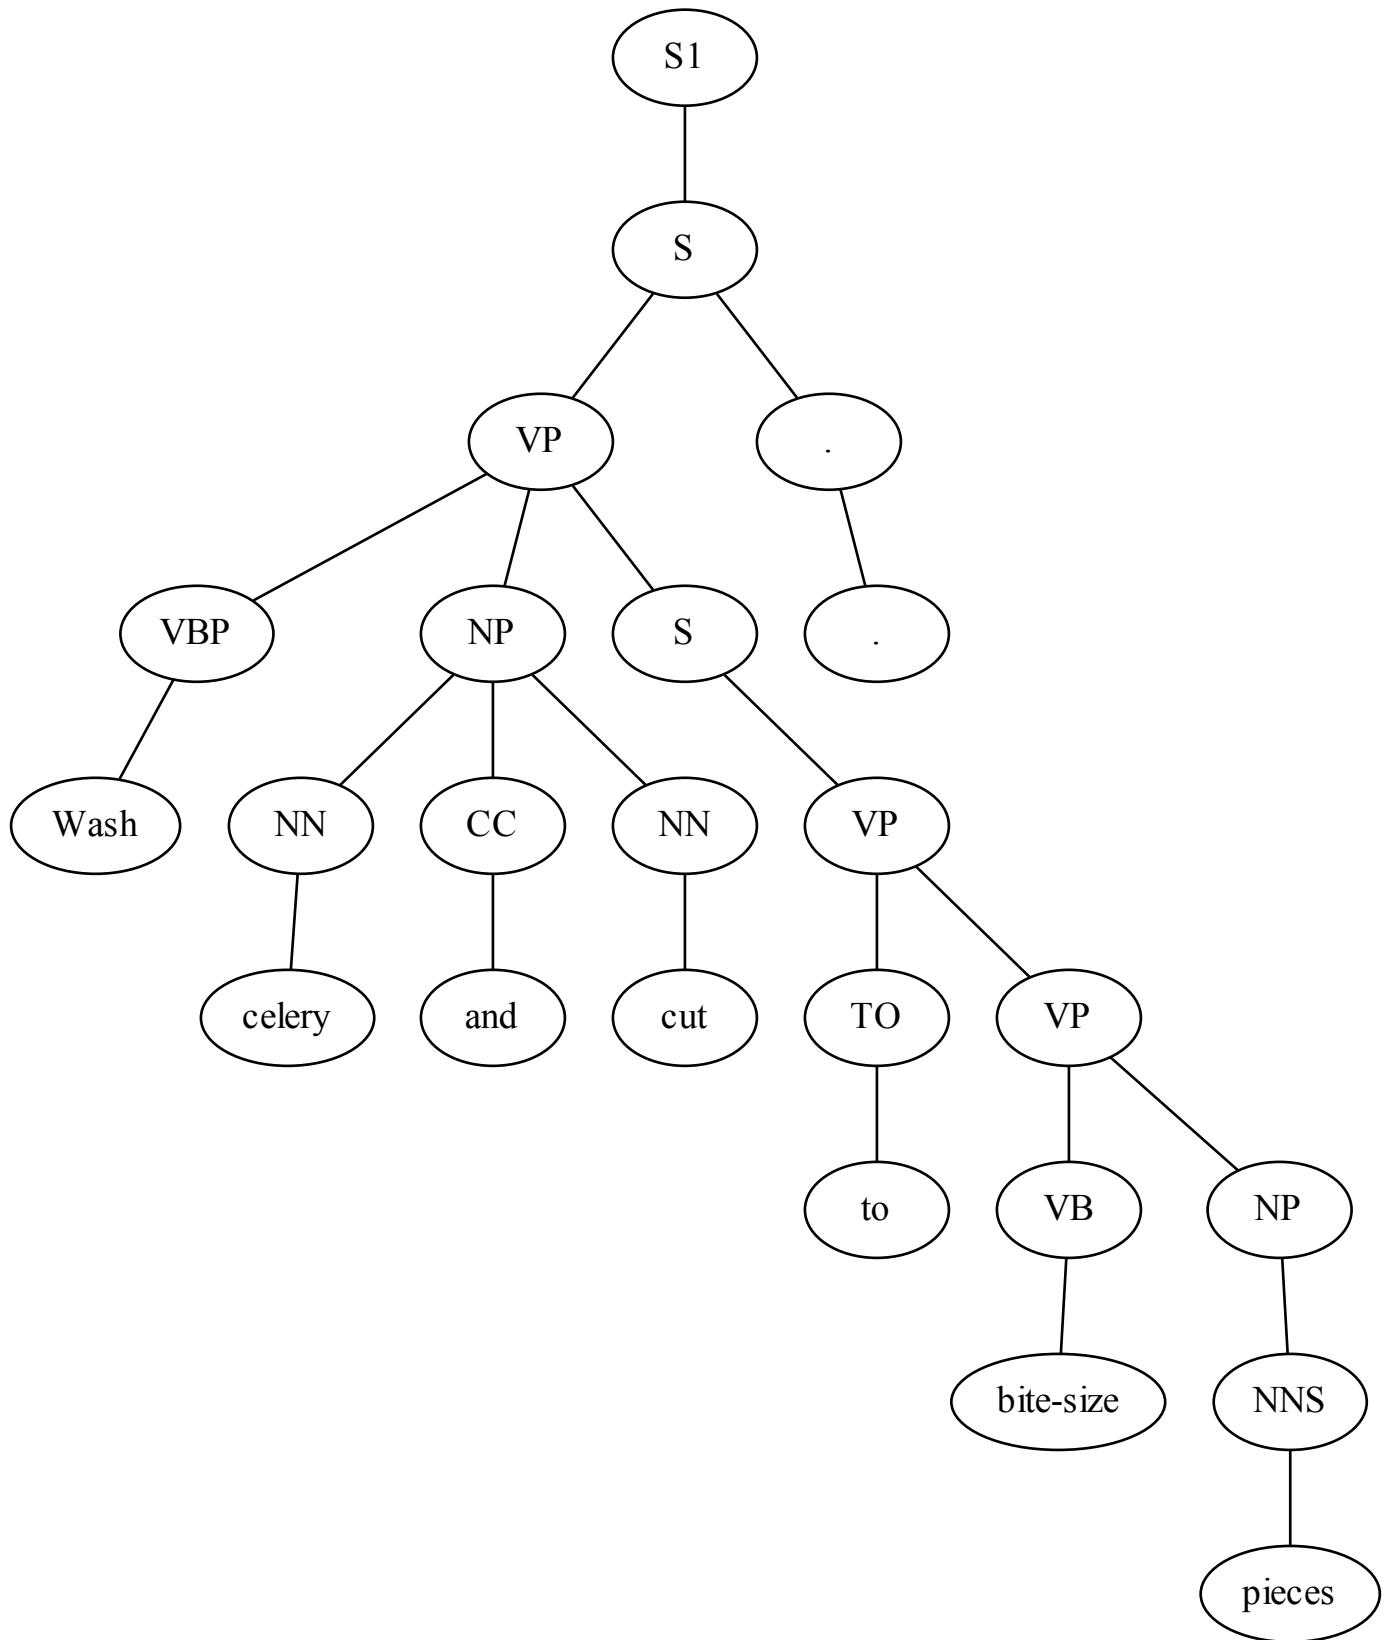 S1
S
VP .
VBP NP S .
Wash NN CC NN VP
celery and cut TO VP
to VB NP
bite-size NNS
pieces